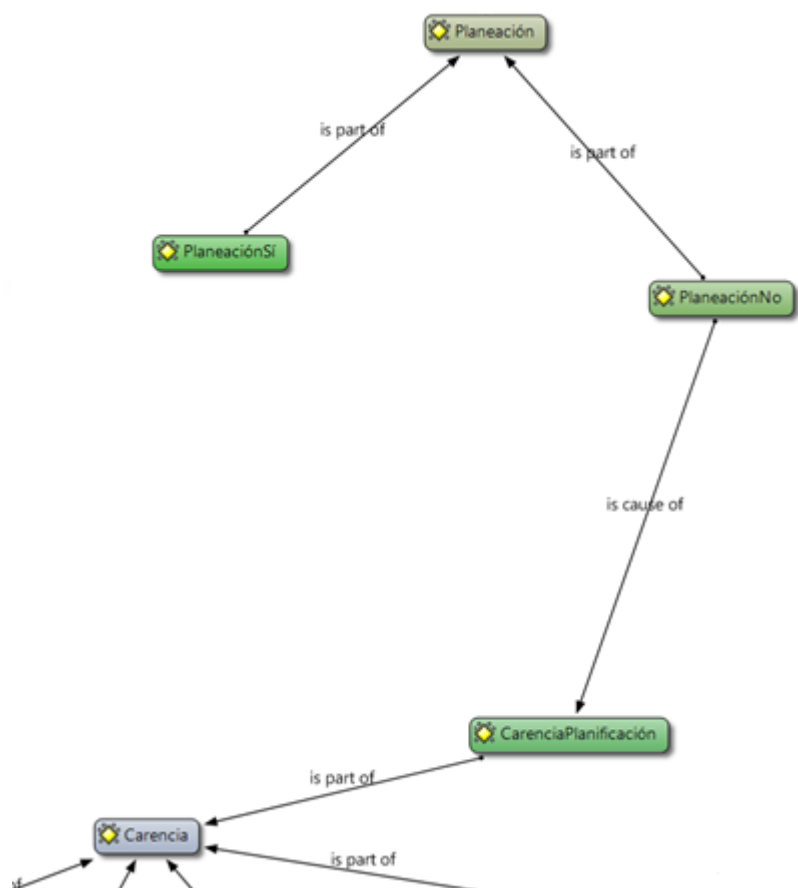 Planeación
is part of
is part of
PlaneaciónSí
PlaneaciónNo
is cause of
CarenciaPlanificación
is part of
Carencia
is part of
of